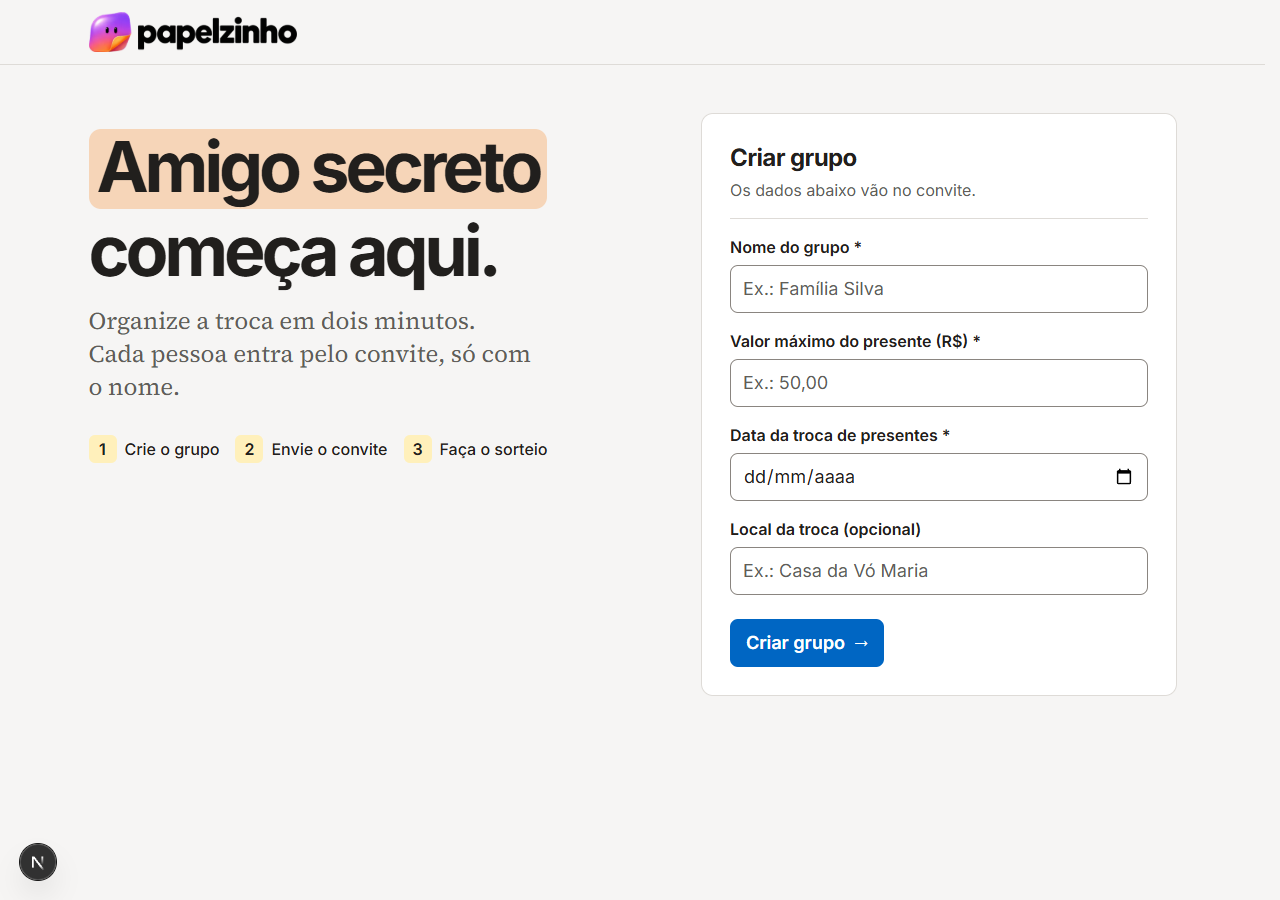 papelzinho
Amigo secreto
começa aqui.
Organize a troca em dois minutos.
Cada pessoa entra pelo convite, só com
o nome.
1 Crie o grupo 2 Envie o convite 3 Faça o sorteio
Criar grupo
Os dados abaixo vão no convite.
Nome do grupo *
Ex.: Família Silva
Valor máximo do presente (R$) *
Ex.: 50,00
Data da troca de presentes *
dd/mm/aaaa
Local da troca (opcional)
Ex.: Casa da Vó Maria
Criar grupo →
N